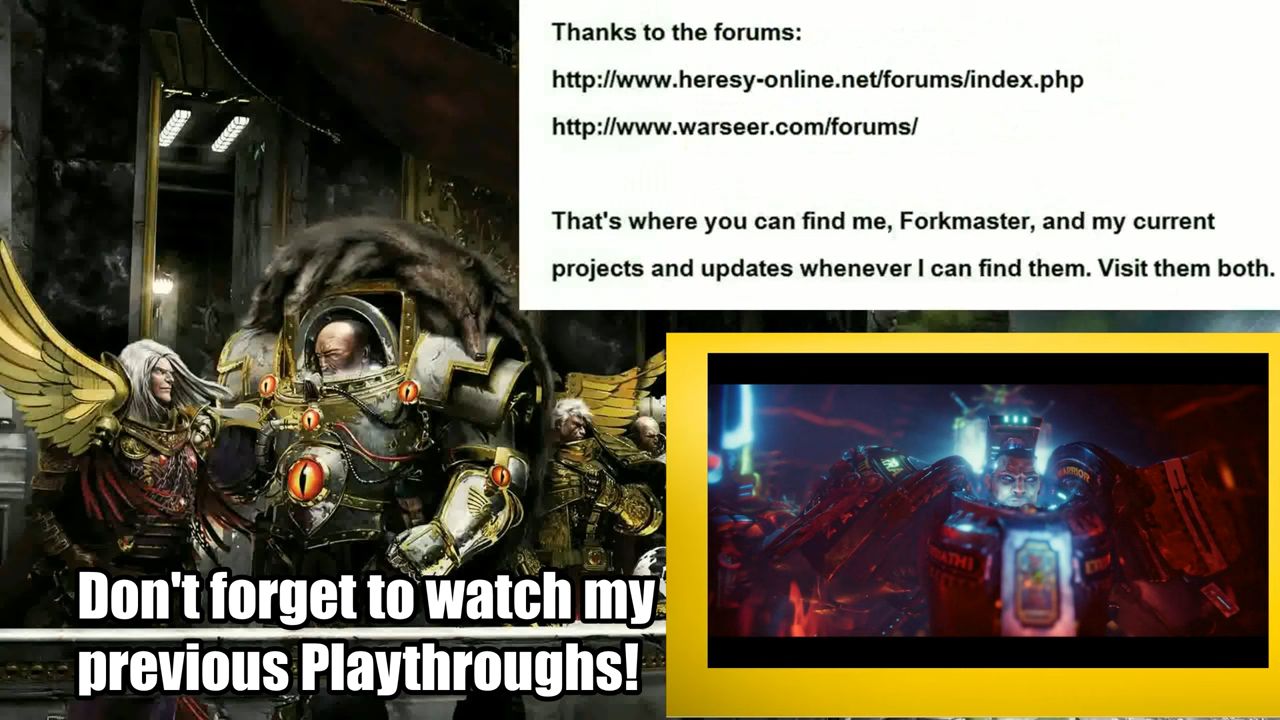 Thanks to the forums:
http://www.heresy-online.net/forums/index.php
http://www.warseer.com/forums/
That's where you can find me, Forkmaster, and my current
projects and updates whenever I can find them. Visit them both.
WARRIOR
Don't forget to watch my
previous Playthroughs!